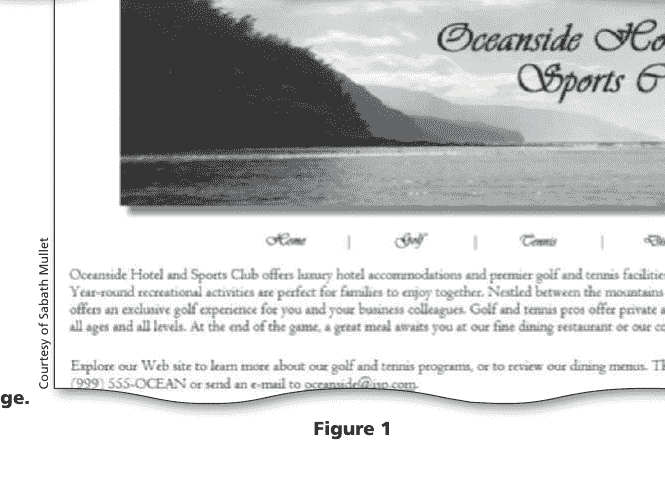 Oceanside Ho
Sports C
Home | Golf | Tennis | Di
Oceanside Hotel and Sports Club offers luxury hotel accommodations and premier golf and tennis facilitie
Year-round recreational activities are perfect for families to enjoy together. Nestled between the mountains
offers an exclusive golf experience for you and your business colleagues. Golf and tennis pros offer private a
all ages and all levels. At the end of the game, a great meal awaits you at our fine dining restaurant or our co
Explore our Web site to learn more about our golf and tennis programs, or to review our dining menus. Th
(999) 555-OCEAN or send an e-mail to oceanside@isp.com.
Courtesy of Sabath Mullet
ge.
Figure 1